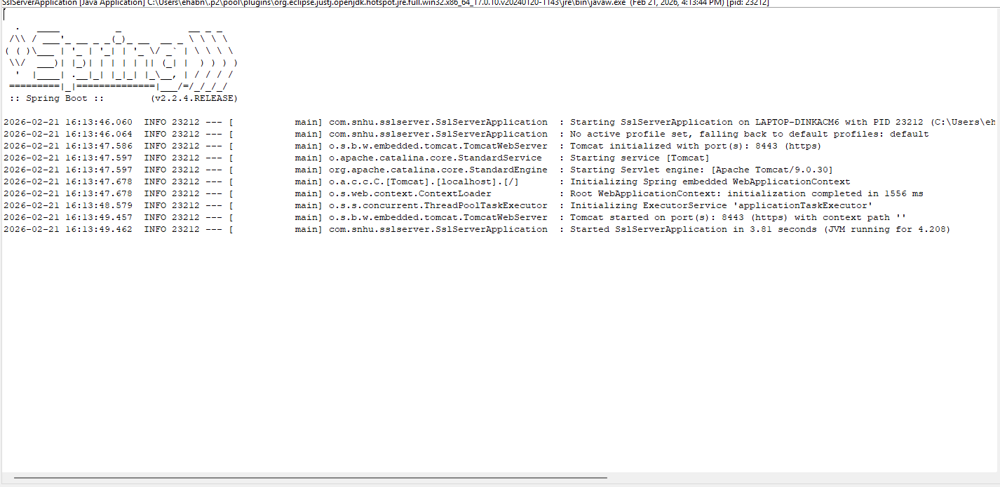 SslServerApplication [Java Application] C:\Users\ehabn\.p2\pool\plugins\org.eclipse.justj.openjdk.hotspot.jre.full.win32.x86_64_17.0.10.v20240120-1143\jre\bin\javaw.exe (Feb 21, 2026, 4:13:44 PM) [pid: 23212]
  .   ____          _            __ _ _
 /\\ / ___'_ __ _ _(_)_ __  __ _ \ \ \ \
( ( )\___ | '_ | '_| | '_ \/ _` | \ \ \ \
 \\/  ___)| |_)| | | | | || (_| |  ) ) ) )
  '  |____| .__|_| |_|_| |_\__, | / / / /
 =========|_|==============|___/=/_/_/_/
 :: Spring Boot ::        (v2.2.4.RELEASE)
2026-02-21 16:13:46.060  INFO 23212 --- [           main] com.snhu.sslserver.SslServerApplication  : Starting SslServerApplication on LAPTOP-DINKACM6 with PID 23212 (C:\Users\eh
2026-02-21 16:13:46.064  INFO 23212 --- [           main] com.snhu.sslserver.SslServerApplication  : No active profile set, falling back to default profiles: default
2026-02-21 16:13:47.586  INFO 23212 --- [           main] o.s.b.w.embedded.tomcat.TomcatWebServer  : Tomcat initialized with port(s): 8443 (https)
2026-02-21 16:13:47.597  INFO 23212 --- [           main] o.apache.catalina.core.StandardService   : Starting service [Tomcat]
2026-02-21 16:13:47.597  INFO 23212 --- [           main] org.apache.catalina.core.StandardEngine  : Starting Servlet engine: [Apache Tomcat/9.0.30]
2026-02-21 16:13:47.678  INFO 23212 --- [           main] o.a.c.c.C.[Tomcat].[localhost].[/]       : Initializing Spring embedded WebApplicationContext
2026-02-21 16:13:47.678  INFO 23212 --- [           main] o.s.web.context.ContextLoader            : Root WebApplicationContext: initialization completed in 1556 ms
2026-02-21 16:13:48.579  INFO 23212 --- [           main] o.s.s.concurrent.ThreadPoolTaskExecutor  : Initializing ExecutorService 'applicationTaskExecutor'
2026-02-21 16:13:49.457  INFO 23212 --- [           main] o.s.b.w.embedded.tomcat.TomcatWebServer  : Tomcat started on port(s): 8443 (https) with context path ''
2026-02-21 16:13:49.462  INFO 23212 --- [           main] com.snhu.sslserver.SslServerApplication  : Started SslServerApplication in 3.81 seconds (JVM running for 4.208)